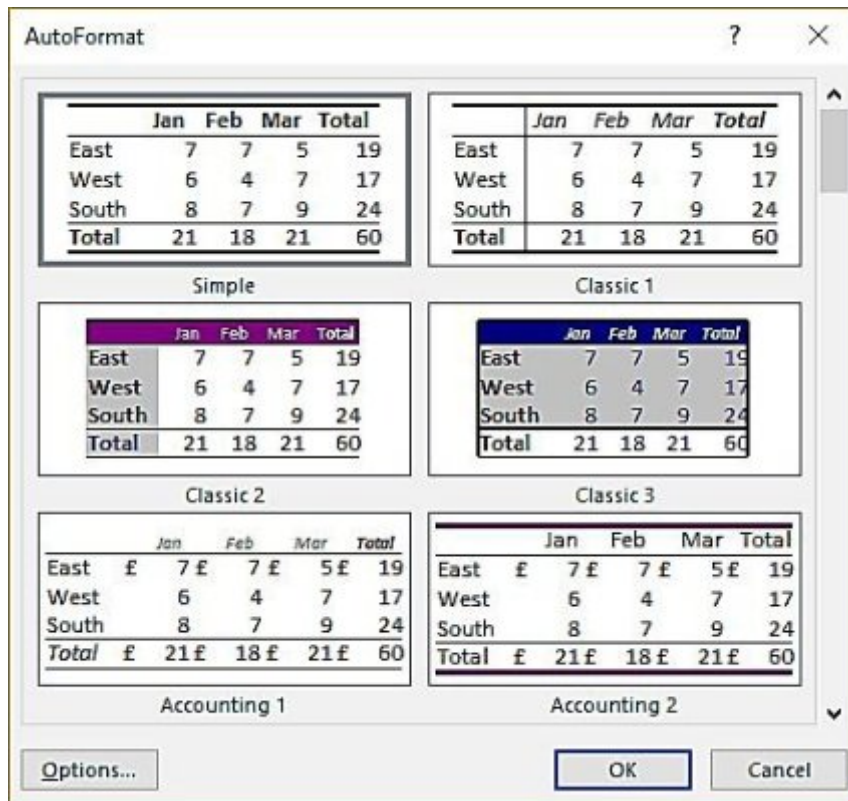 AutoFormat ? ×
Jan Feb Mar Total
East 7 7 5 19
West 6 4 7 17
South 8 7 9 24
Total 21 18 21 60
Simple
Jan Feb Mar Total
East 7 7 5 19
West 6 4 7 17
South 8 7 9 24
Total 21 18 21 60
Classic 1
Jan Feb Mar Total
East 7 7 5 19
West 6 4 7 17
South 8 7 9 24
Total 21 18 21 60
Classic 2
Jan Feb Mar Total
East 7 7 5 19
West 6 4 7 17
South 8 7 9 24
Total 21 18 21 60
Classic 3
Jan Feb Mar Total
East £ 7 £ 7 £ 5 £ 19
West 6 4 7 17
South 8 7 9 24
Total £ 21 £ 18 £ 21 £ 60
Accounting 1
Jan Feb Mar Total
East £ 7 £ 7 £ 5 £ 19
West 6 4 7 17
South 8 7 9 24
Total £ 21 £ 18 £ 21 £ 60
Accounting 2
Options... OK Cancel